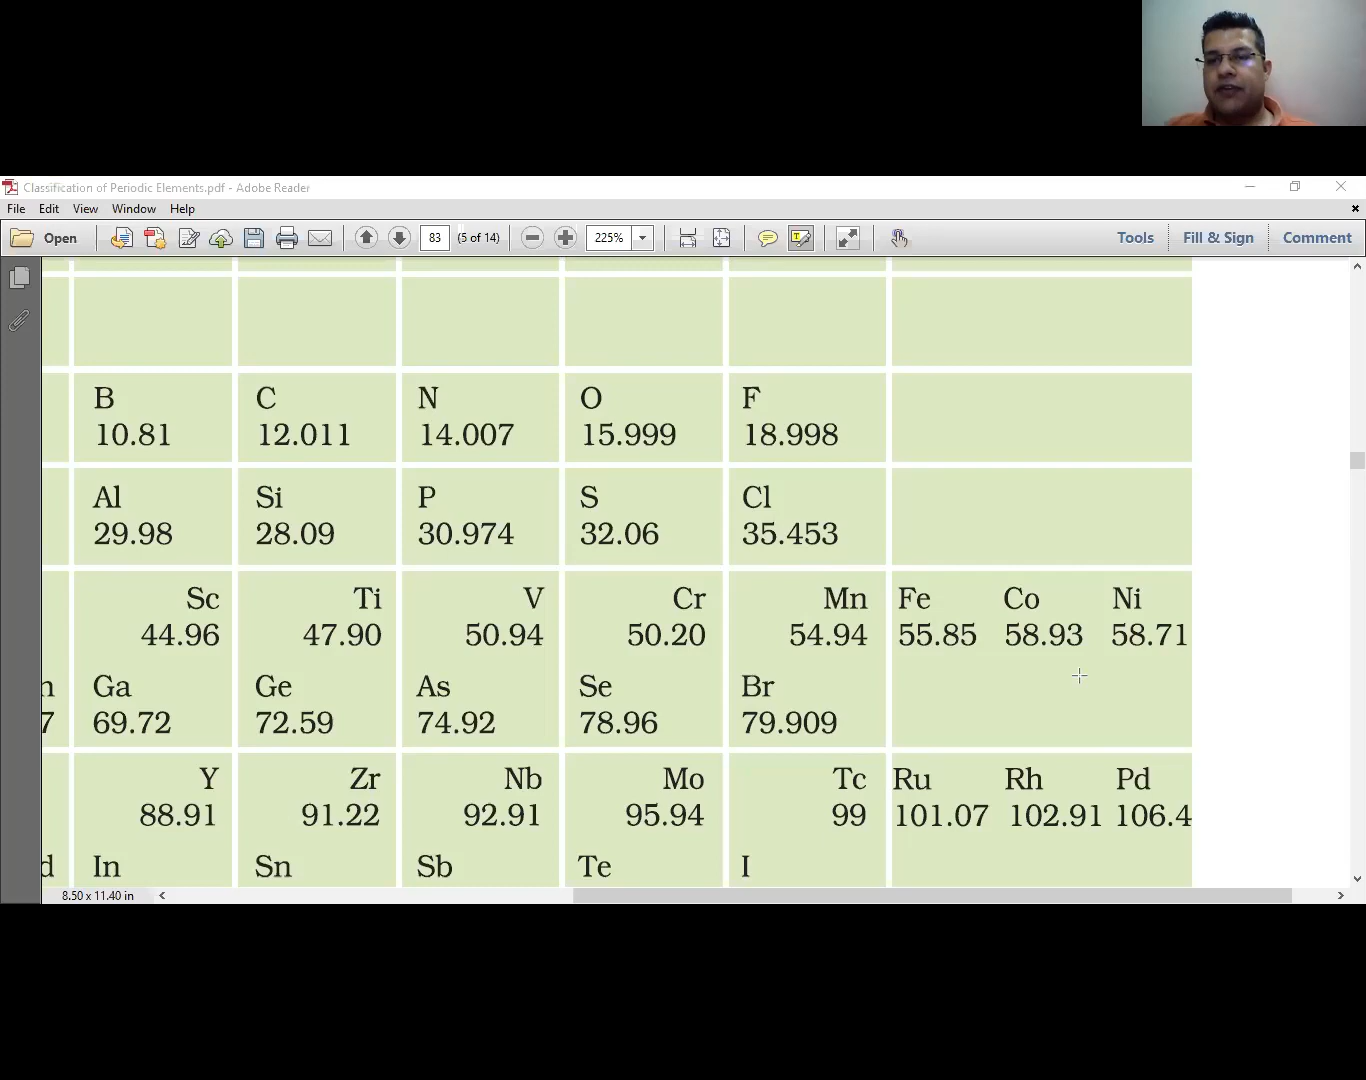 Classification of Periodic Elements.pdf - Adobe Reader
File Edit View Window Help
Open 83 (5 of 14) 225% Tools Fill & Sign Comment
B C N O F
10.81 12.011 14.007 15.999 18.998
Al Si P S Cl
29.98 28.09 30.974 32.06 35.453
Sc Ti V Cr Mn Fe Co Ni
44.96 47.90 50.94 50.20 54.94 55.85 58.93 58.71
n Ga Ge As Se Br
7 69.72 72.59 74.92 78.96 79.909
Y Zr Nb Mo Tc Ru Rh Pd
88.91 91.22 92.91 95.94 99 101.07 102.91 106.4
d In Sn Sb Te I
8.50 x 11.40 in